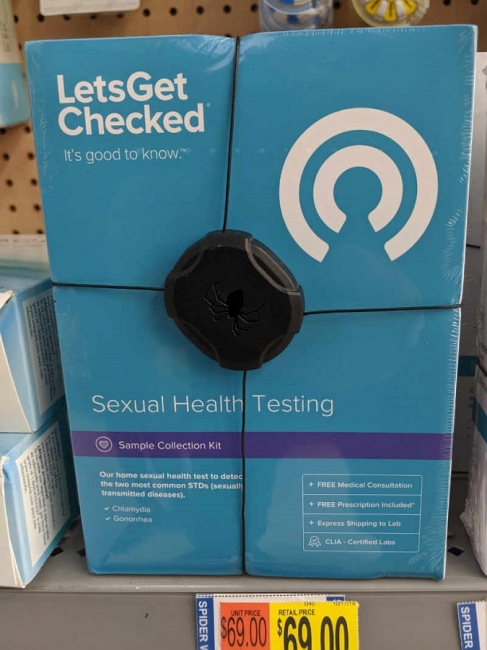 LetsGet
Checked®
It's good to know.™
Sexual Health Testing
Sample Collection Kit
Our home sexual health test to detec
the two most common STDs (sexually
transmitted diseases).
✓ Chlamydia
✓ Gonorrhea
+ FREE Medical Consultation
+ FREE Prescription Included*
+ Express Shipping to Lab
CLIA - Certified Labs
SPIDER W
UNIT PRICE
$69.00
RETAIL PRICE
$69.00
SPIDER